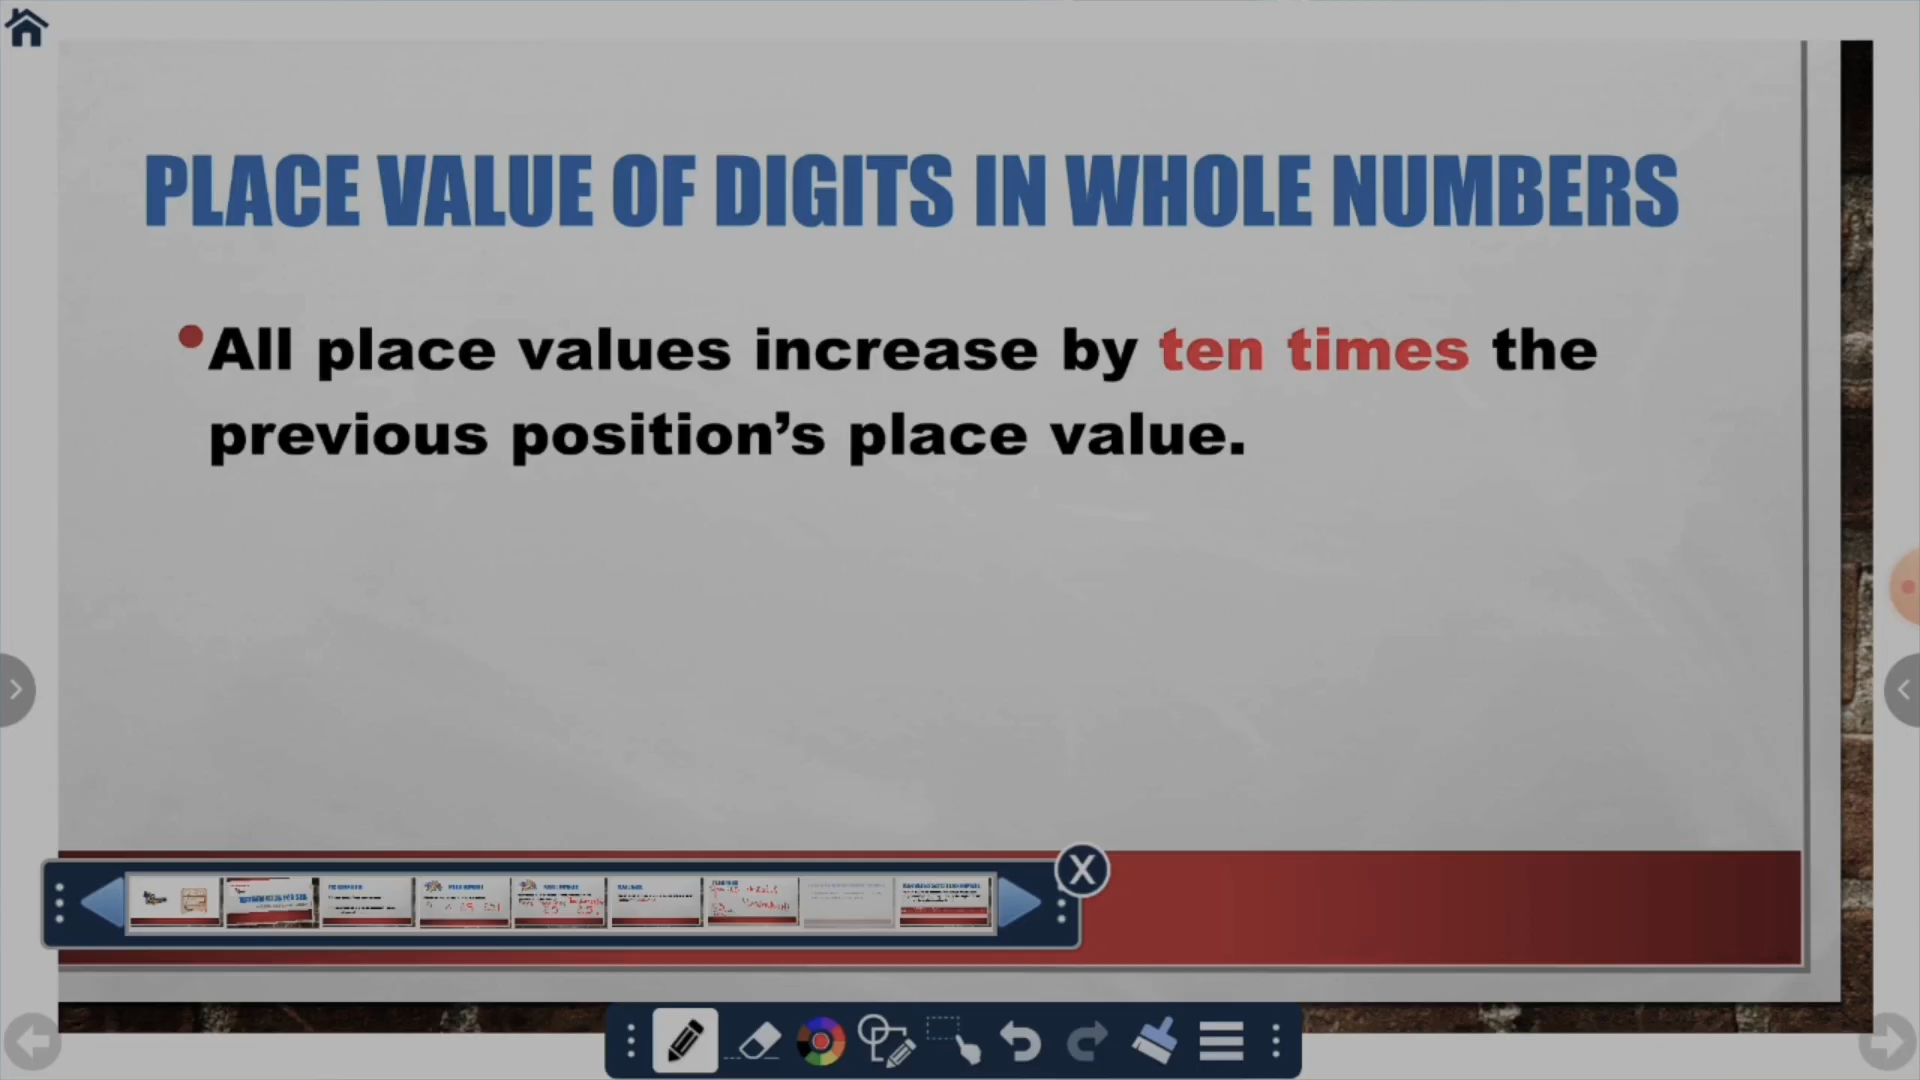 PLACE VALUE OF DIGITS IN WHOLE NUMBERS
All place values increase by ten times the
previous position’s place value.
X